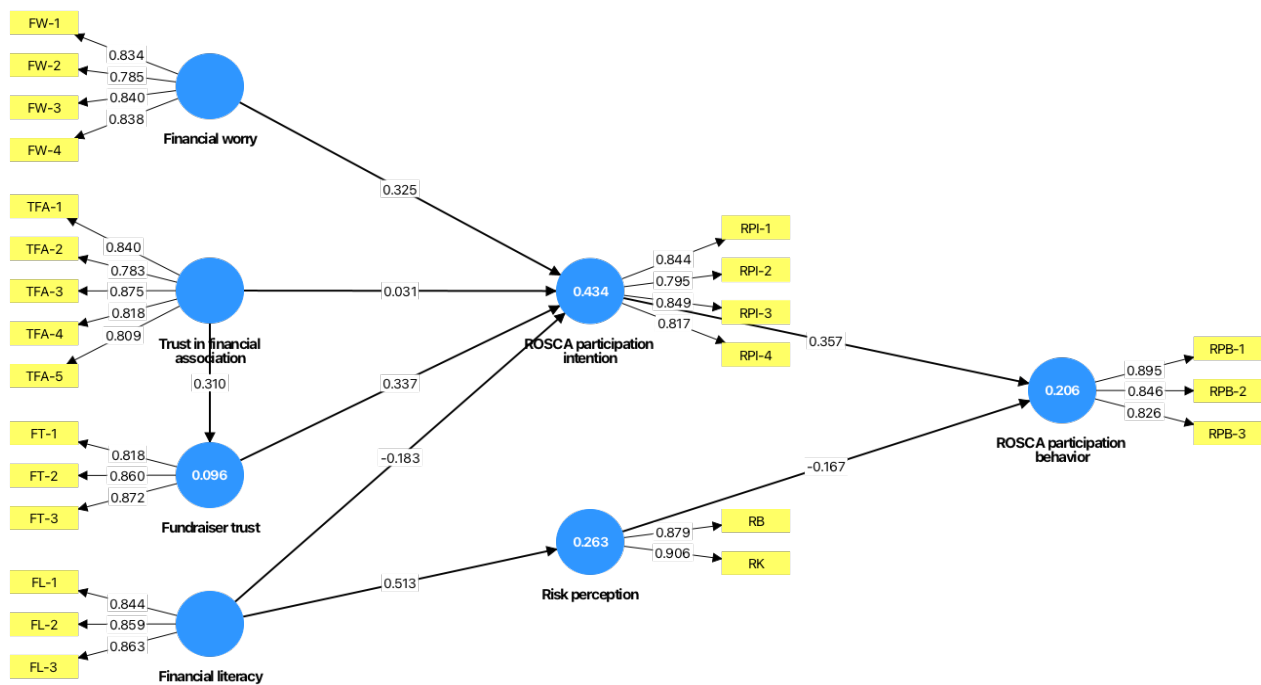 FW-1
0.834
FW-2
0.785
FW-3
0.840
FW-4
0.838
Financial worry
0.325
TFA-1
0.840
TFA-2
0.783
TFA-3
0.875
TFA-4
0.818
TFA-5
0.809
Trust in financial
association
0.031
0.310
FT-1
0.818
FT-2
0.860
FT-3
0.872
0.096
Fundraiser trust
0.337
-0.183
FL-1
0.844
FL-2
0.859
FL-3
0.863
Financial literacy
0.513
0.434
ROSCA participation
intention
RPI-1
0.844
RPI-2
0.795
RPI-3
0.849
RPI-4
0.817
0.357
0.263
Risk perception
RB
0.879
RK
0.906
-0.167
0.206
ROSCA participation
behavior
RPB-1
0.895
RPB-2
0.846
RPB-3
0.826